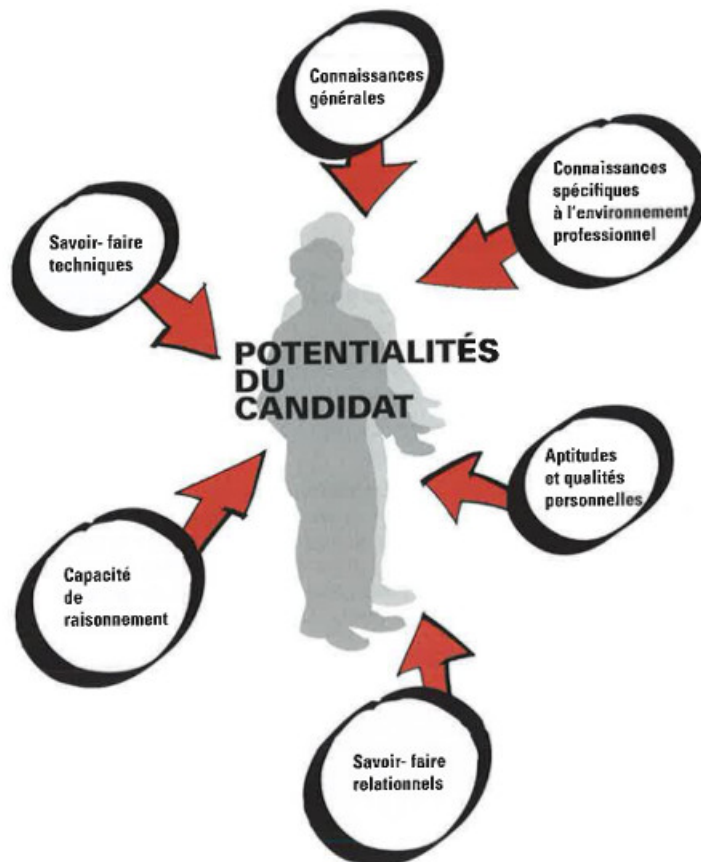 Connaissances
générales
Connaissances
spécifiques
à l'environnement
professionnel
Savoir- faire
techniques
POTENTIALITÉS
DU
CANDIDAT
Aptitudes
et qualités
personnelles
Capacité
de
raisonnement
Savoir- faire
relationnels